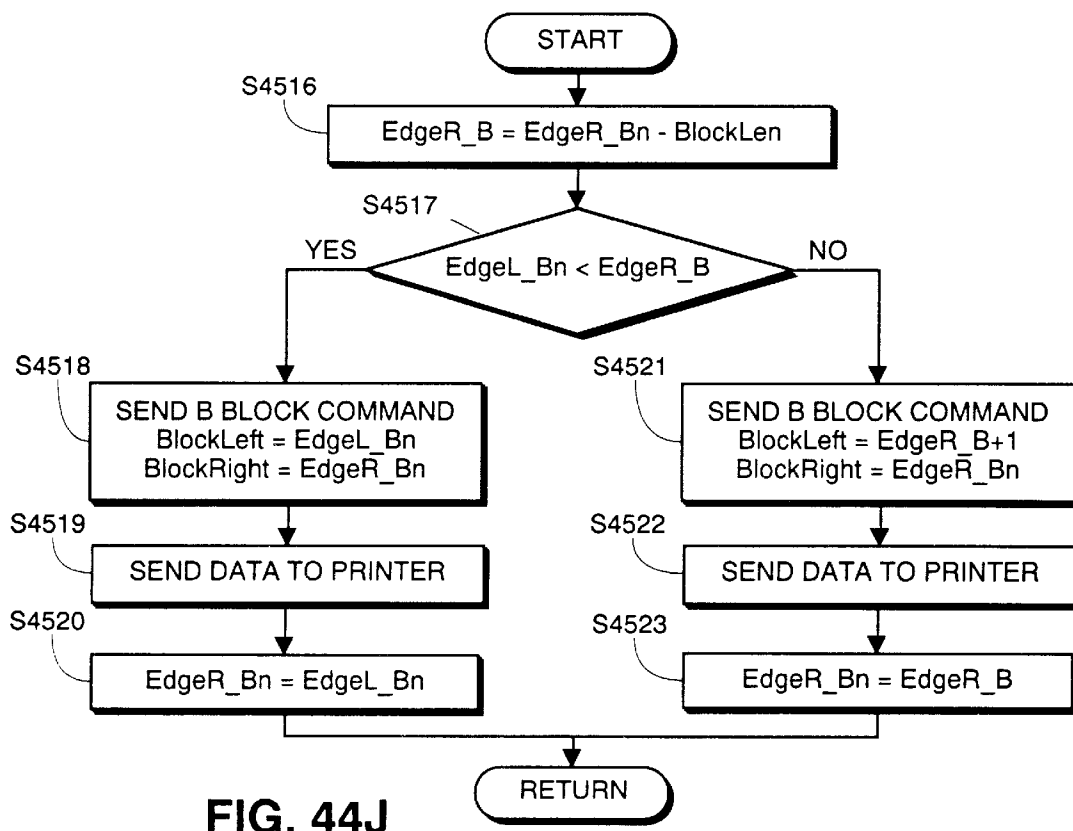 START
S4516
EdgeR_B = EdgeR_Bn - BlockLen
S4517
YES
EdgeL_Bn < EdgeR_B
NO
S4518
SEND B BLOCK COMMAND
BlockLeft = EdgeL_Bn
BlockRight = EdgeR_Bn
S4521
SEND B BLOCK COMMAND
BlockLeft = EdgeR_B+1
BlockRight = EdgeR_Bn
S4519
SEND DATA TO PRINTER
S4522
SEND DATA TO PRINTER
S4520
EdgeR_Bn = EdgeL_Bn
S4523
EdgeR_Bn = EdgeR_B
RETURN
FIG. 44J